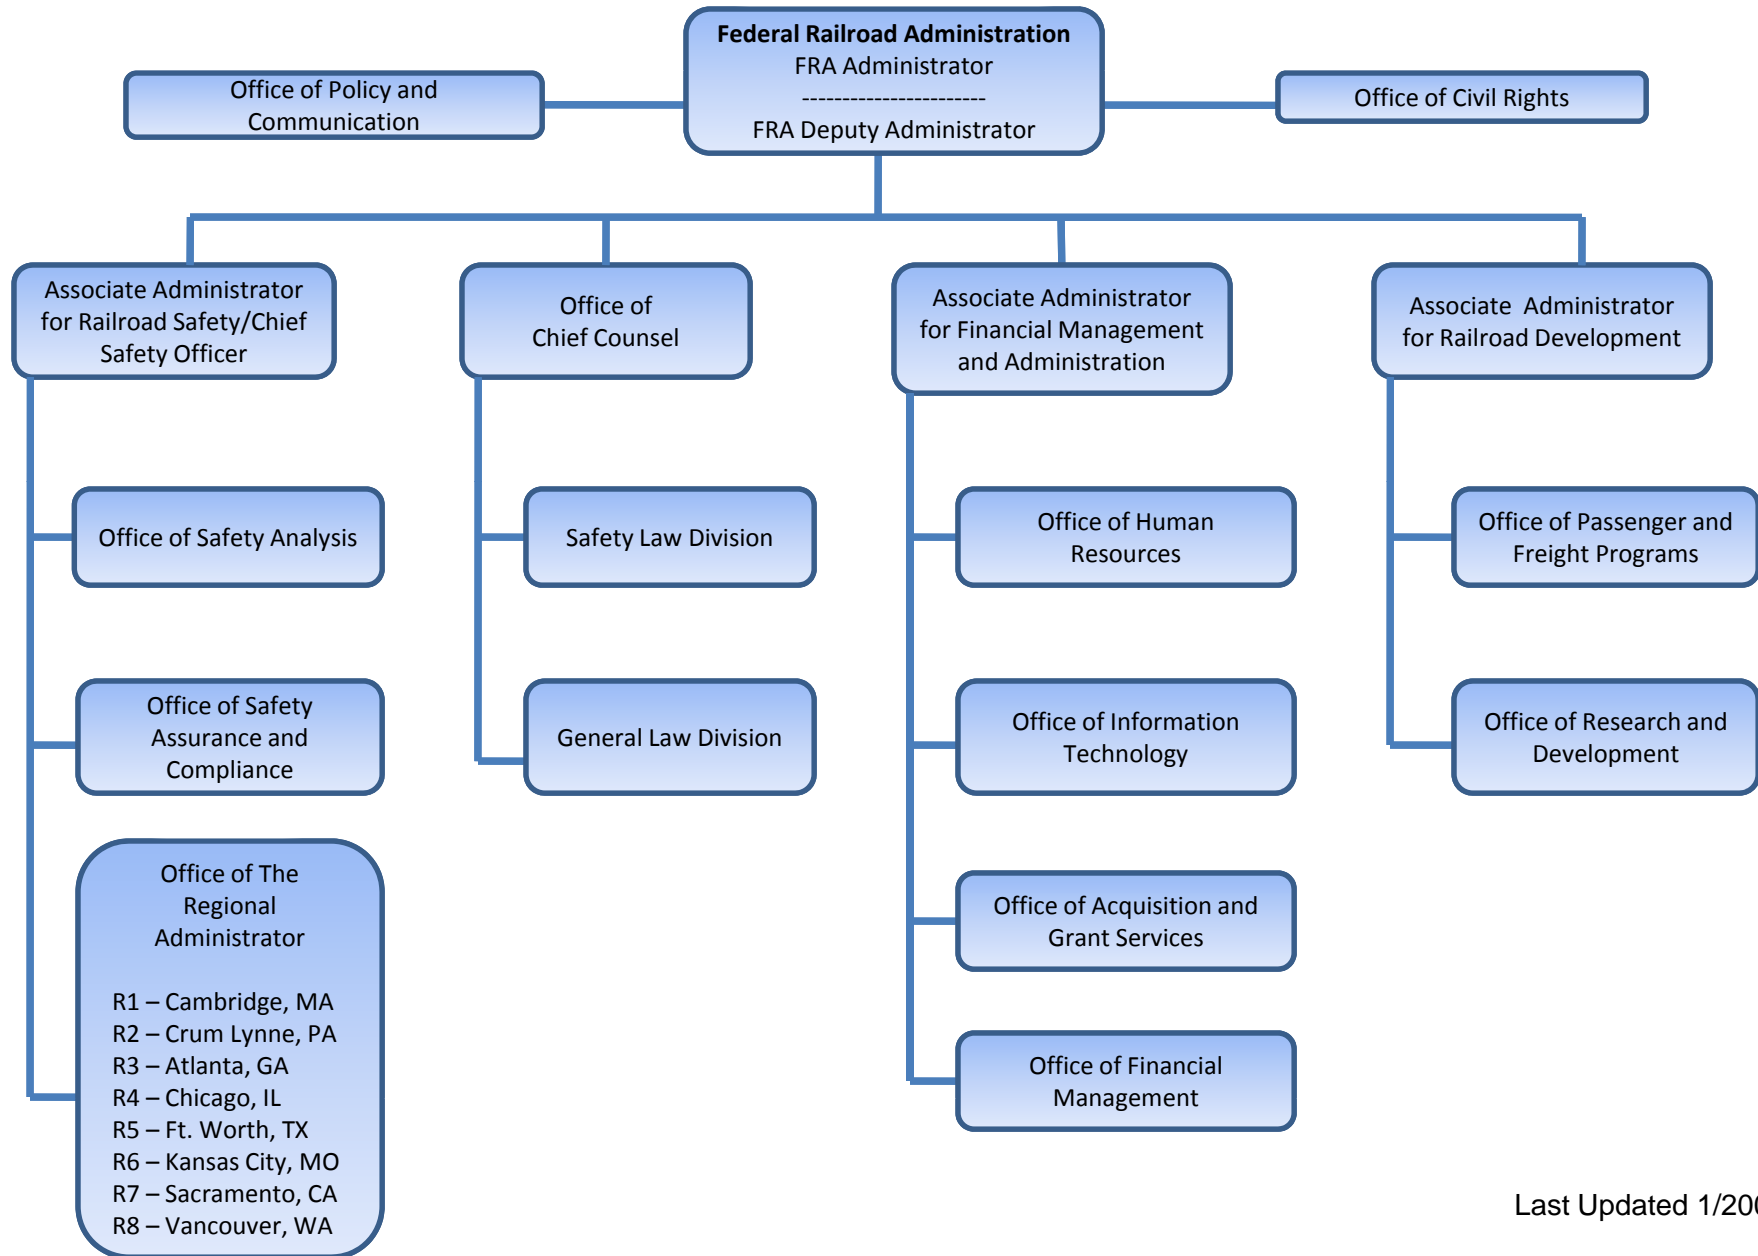 Federal Railroad Administration
FRA Administrator
-----------------------
FRA Deputy Administrator
Office of Policy and
Communication
Office of Civil Rights
Associate Administrator
for Railroad Safety/Chief
Safety Officer
Office of
Chief Counsel
Associate Administrator
for Financial Management
and Administration
Associate  Administrator
for Railroad Development
Office of Safety Analysis
Safety Law Division
Office of Human
Resources
Office of Passenger and
Freight Programs
Office of Safety
Assurance and
Compliance
General Law Division
Office of Information
Technology
Office of Research and
Development
Office of The
Regional
Administrator
R1 – Cambridge, MA
R2 – Crum Lynne, PA
R3 – Atlanta, GA
R4 – Chicago, IL
R5 – Ft. Worth, TX
R6 – Kansas City, MO
R7 – Sacramento, CA
R8 – Vancouver, WA
Office of Acquisition and
Grant Services
Office of Financial
Management
Last Updated